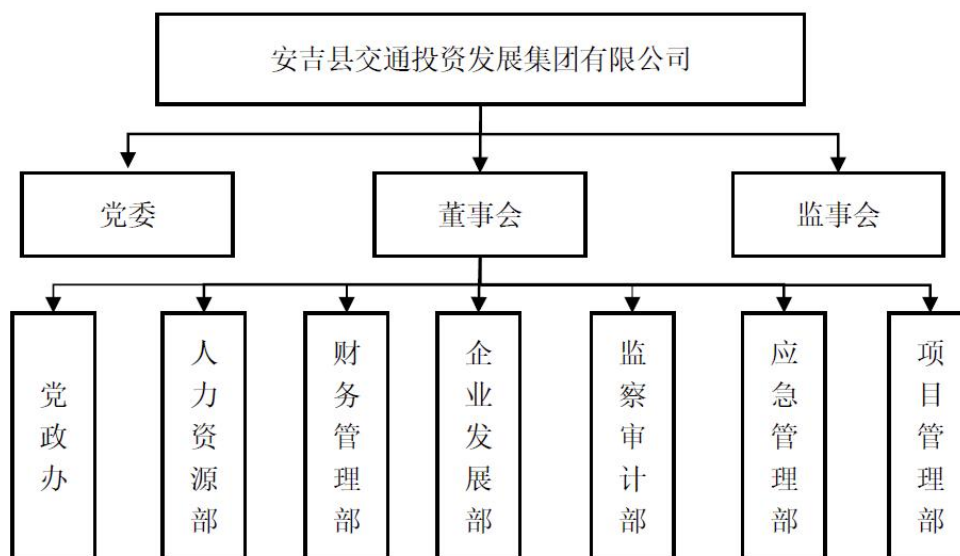 安吉县交通投资发展集团有限公司
党委
董事会
监事会
党政办
人力资源部
财务管理部
企业发展部
监察审计部
应急管理部
项目管理部